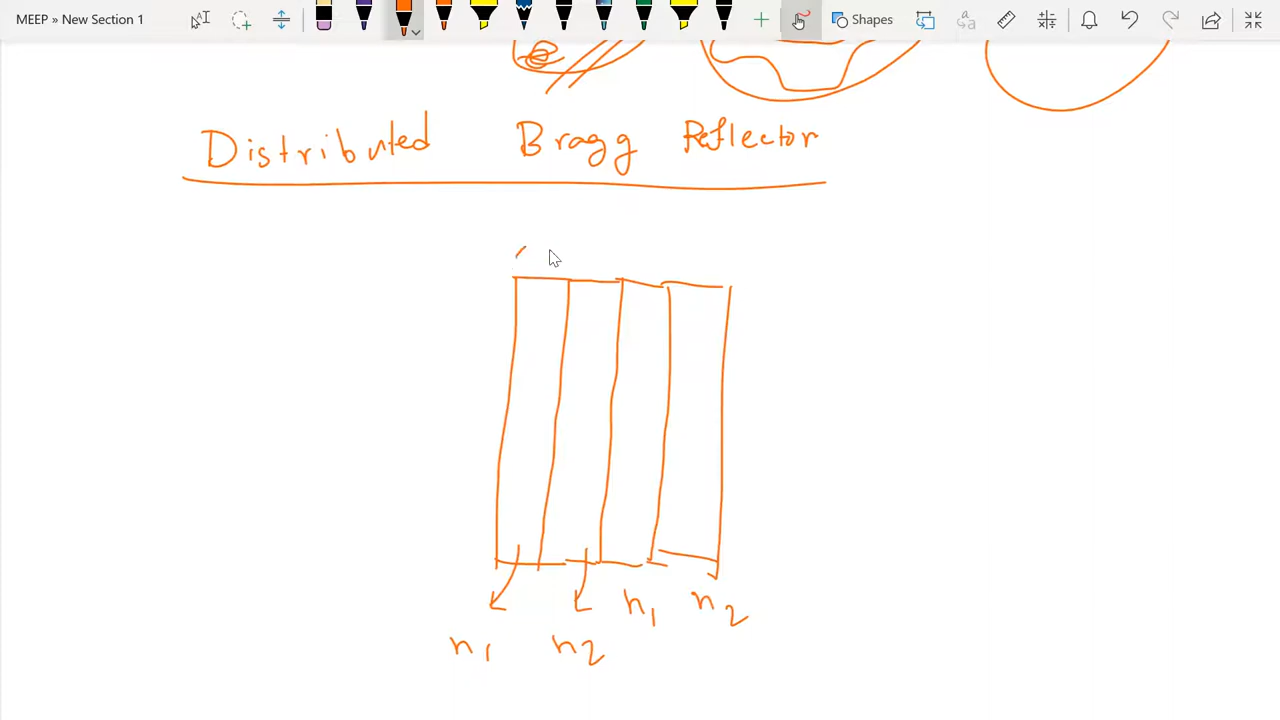 MEEP » New Section 1 Shapes
Distributed Bragg Reflector
n1 n2
n1 n2